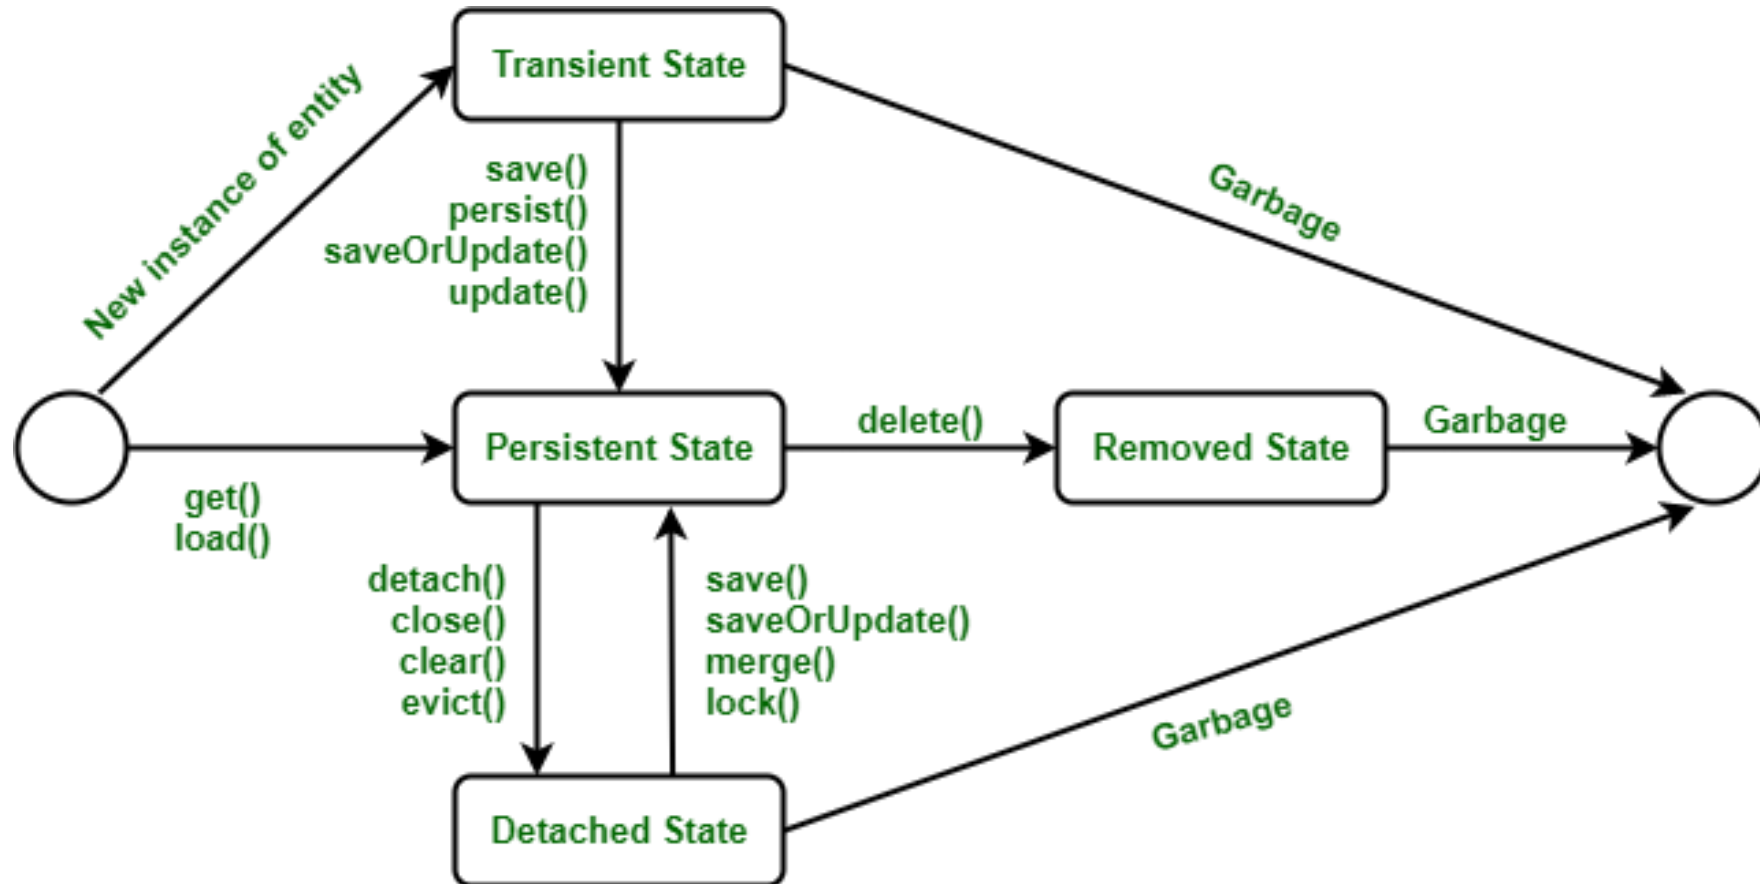 Transient State
New instance of entity
save()
persist()
saveOrUpdate()
update()
Garbage
Persistent State
delete()
Removed State
Garbage
get()
load()
detach()
close()
clear()
evict()
save()
saveOrUpdate()
merge()
lock()
Garbage
Detached State